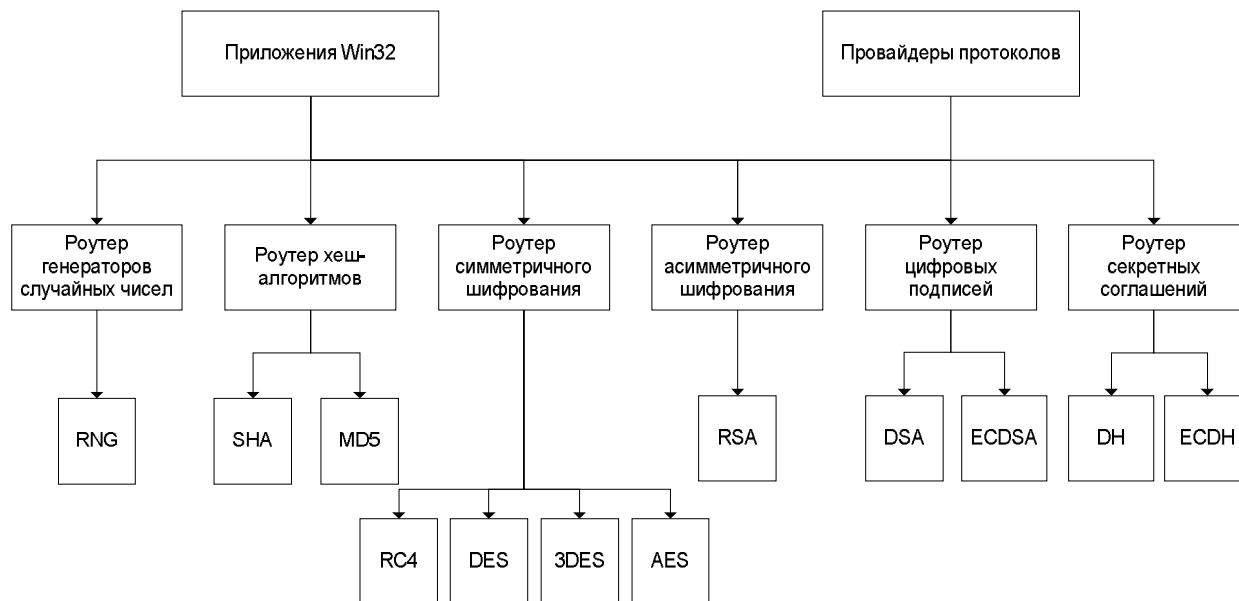 Приложения Win32
Провайдеры протоколов
Роутер
генераторов
случайных чисел
Роутер хеш-
алгоритмов
Роутер
симметричного
шифрования
Роутер
асимметричного
шифрования
Роутер
цифровых
подписей
Роутер
секретных
соглашений
RNG
SHA
MD5
RSA
DSA
ECDSA
DH
ECDH
RC4
DES
3DES
AES